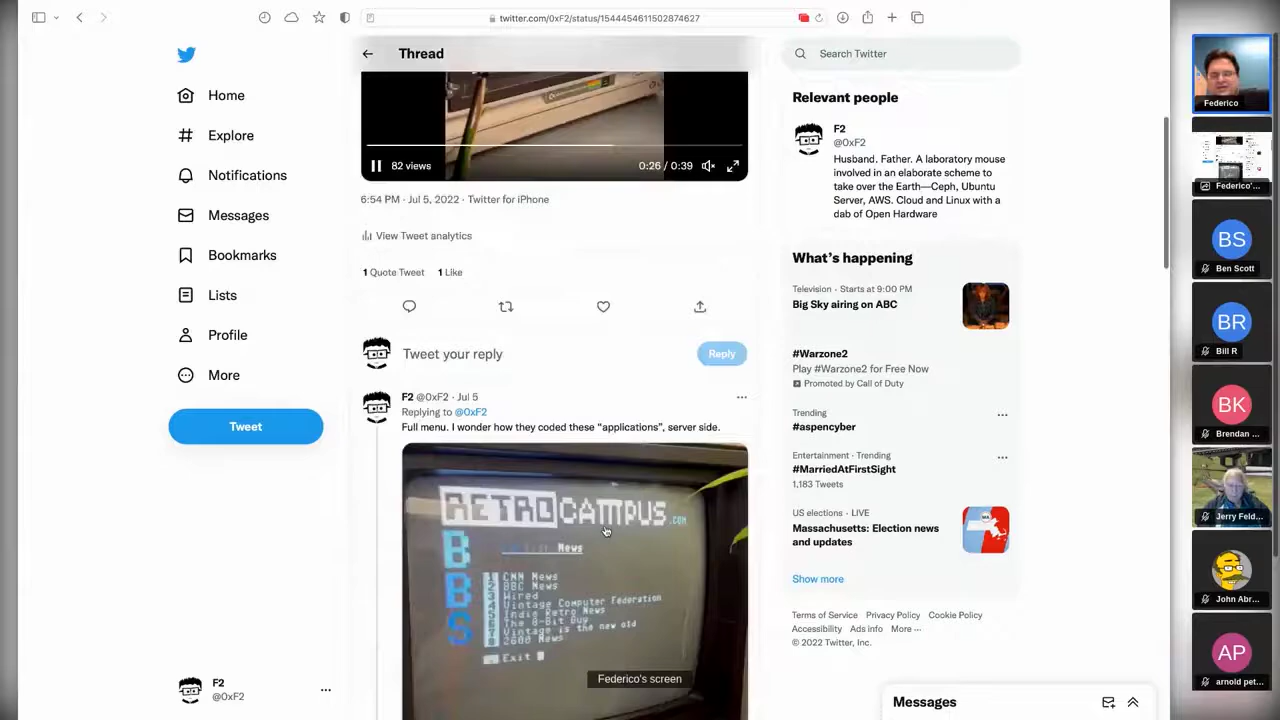 twitter.com/0xF2/status/1544454611502874627
Home
Explore
Notifications
Messages
Bookmarks
Lists
Profile
More
Tweet
F2
@0xF2
Thread
82 views
0:26 / 0:39
6:54 PM · Jul 5, 2022 · Twitter for iPhone
View Tweet analytics
1 Quote Tweet 1 Like
Tweet your reply
Reply
F2 @0xF2 · Jul 5
Replying to @0xF2
Full menu. I wonder how they coded these “applications”, server side.
RETROCAMPUS.COM
BBS
News
1 CNN News
2 BBC News
3 Wired
4 Vintage Computer Federation
5 Indie Retro News
6 The 8-Bit Guy
7 Vintage is the new old
8 2600 News
Exit
Federico's screen
Search Twitter
Relevant people
F2
@0xF2
Husband. Father. A laboratory mouse
involved in an elaborate scheme to
take over the Earth—Ceph, Ubuntu
Server, AWS. Cloud and Linux with a
dab of Open Hardware
What's happening
Television · Starts at 9:00 PM
Big Sky airing on ABC
#Warzone2
Play #Warzone2 for Free Now
Promoted by Call of Duty
Trending
#aspencyber
Entertainment · Trending
#MarriedAtFirstSight
1,183 Tweets
US elections · LIVE
Massachusetts: Election news
and updates
Show more
Terms of Service Privacy Policy Cookie Policy
Accessibility Ads info More ···
© 2022 Twitter, Inc.
Messages
Federico
Federico'...
BS
Ben Scott
BR
Bill R
BK
Brendan ...
Jerry Feld...
John Abr...
AP
arnold pet...